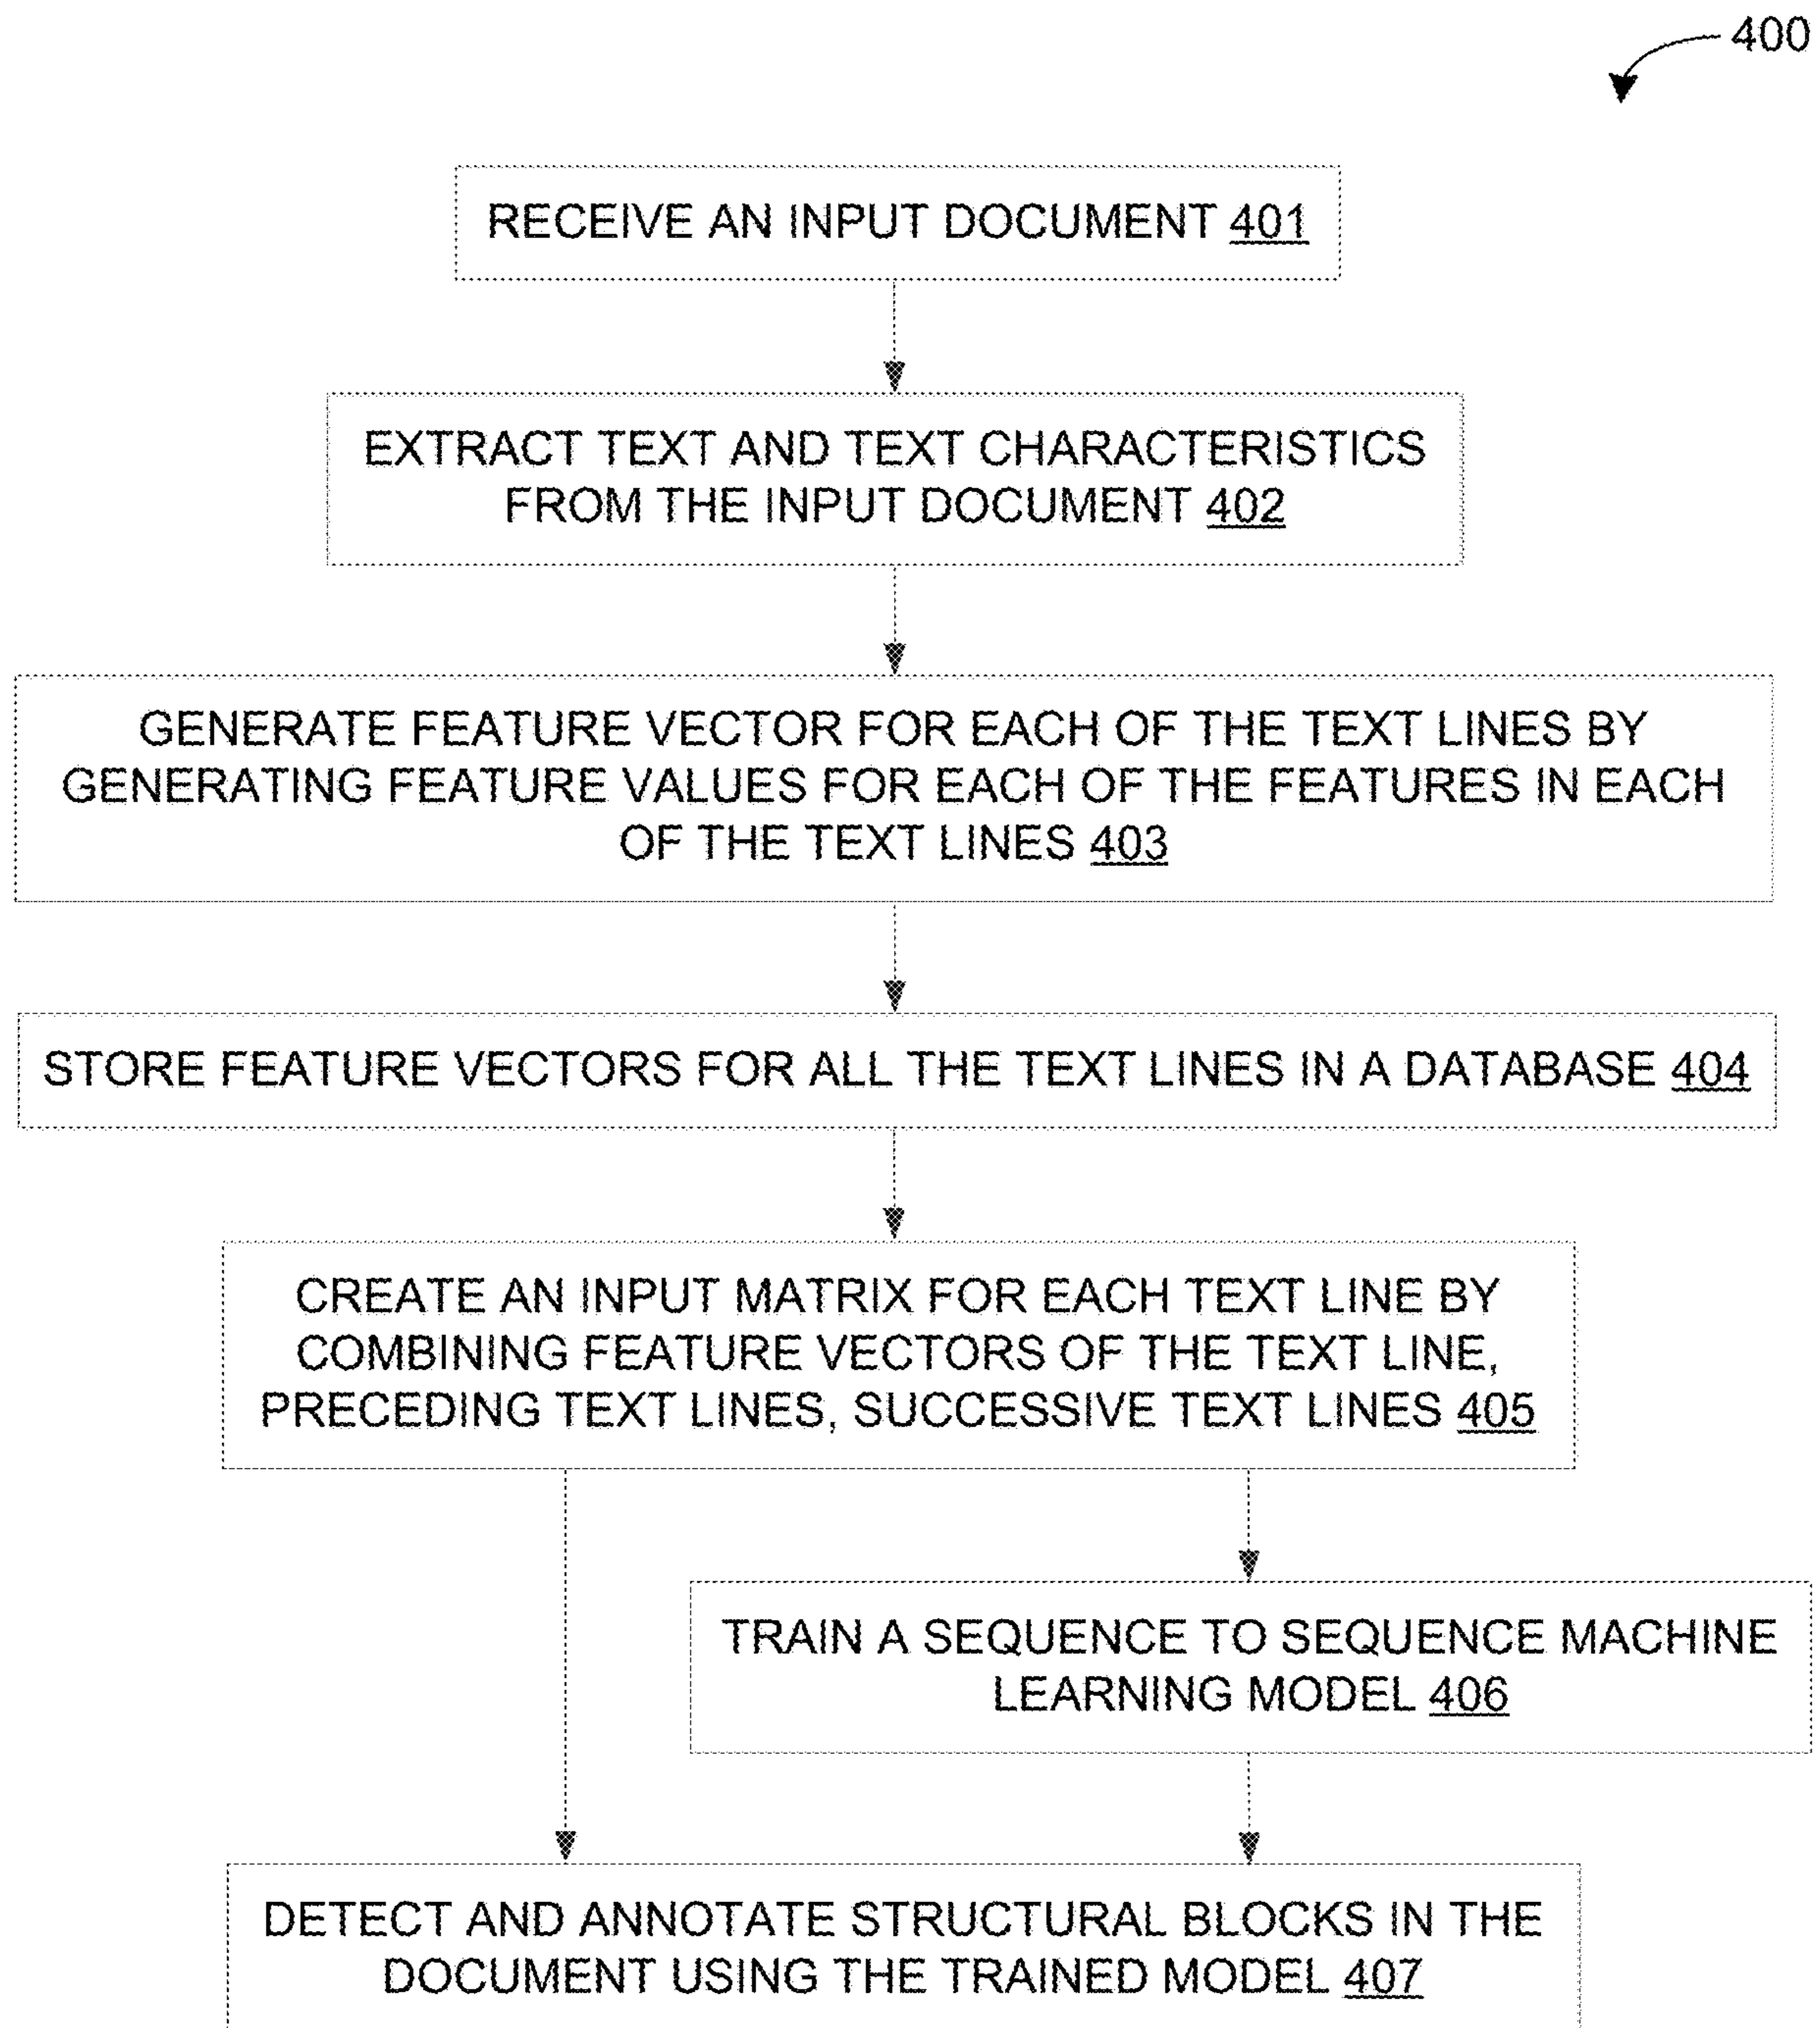 400
RECEIVE AN INPUT DOCUMENT 401
EXTRACT TEXT AND TEXT CHARACTERISTICS
FROM THE INPUT DOCUMENT 402
GENERATE FEATURE VECTOR FOR EACH OF THE TEXT LINES BY
GENERATING FEATURE VALUES FOR EACH OF THE FEATURES IN EACH
OF THE TEXT LINES 403
STORE FEATURE VECTORS FOR ALL THE TEXT LINES IN A DATABASE 404
CREATE AN INPUT MATRIX FOR EACH TEXT LINE BY
COMBINING FEATURE VECTORS OF THE TEXT LINE,
PRECEDING TEXT LINES, SUCCESSIVE TEXT LINES 405
TRAIN A SEQUENCE TO SEQUENCE MACHINE
LEARNING MODEL 406
DETECT AND ANNOTATE STRUCTURAL BLOCKS IN THE
DOCUMENT USING THE TRAINED MODEL 407